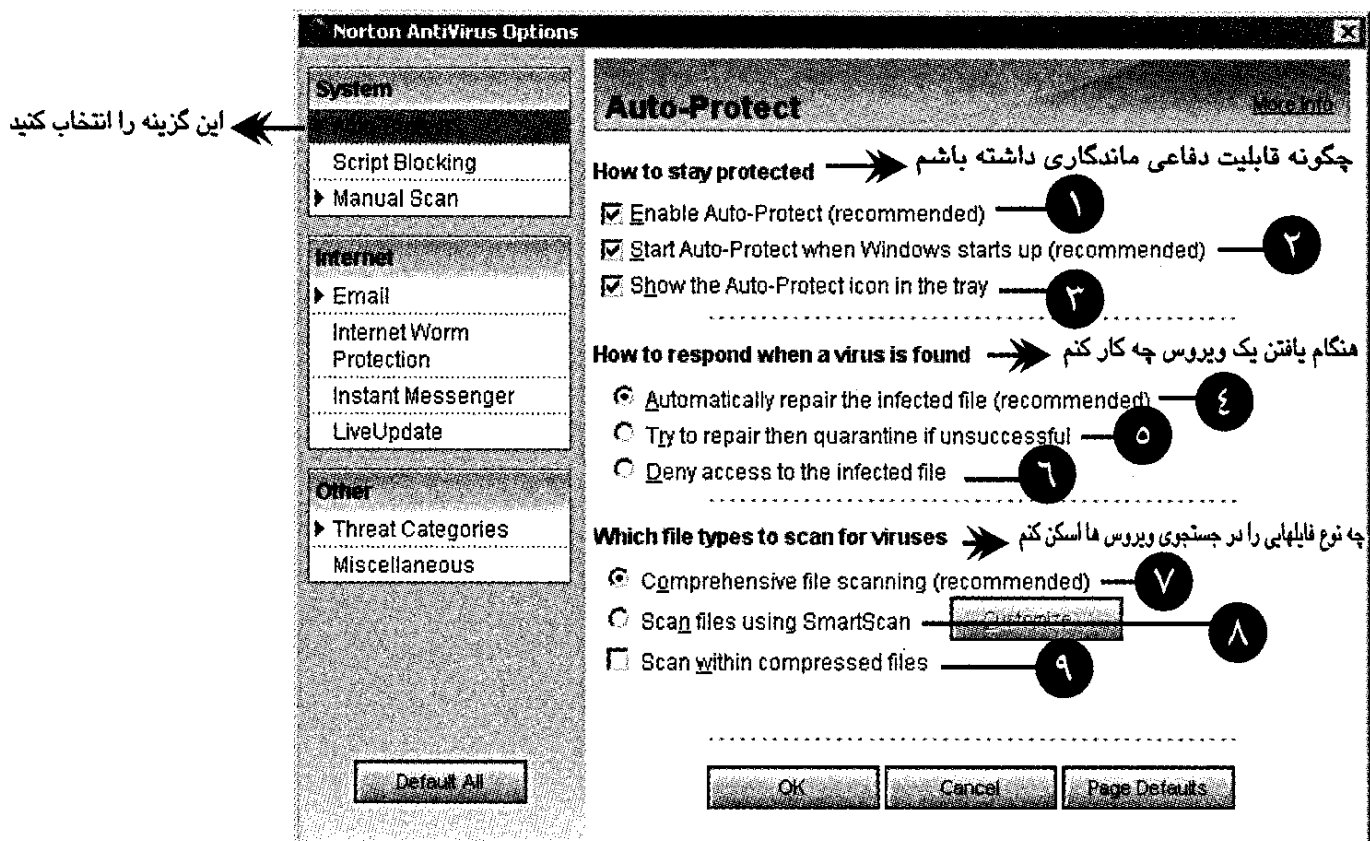 Norton AntiVirus Options
System
این گزینه را انتخاب کنید
Script Blocking
Manual Scan
Internet
Email
Internet Worm
Protection
Instant Messenger
LiveUpdate
Other
Threat Categories
Miscellaneous
Default All
Auto-Protect
More Info
How to stay protected
چگونه قابلیت دفاعی ماندگاری داشته باشم
Enable Auto-Protect (recommended)
۱
Start Auto-Protect when Windows starts up (recommended)
۲
Show the Auto-Protect icon in the tray
۳
How to respond when a virus is found
هنگام یافتن یک ویروس چه کار کنم
Automatically repair the infected file (recommended)
٤
Try to repair then quarantine if unsuccessful
٥
Deny access to the infected file
٦
Which file types to scan for viruses
چه نوع فایلهایی را در جستجوی ویروس ها اسکن کنم
Comprehensive file scanning (recommended)
۷
Scan files using SmartScan
Customize
۸
Scan within compressed files
۹
OK
Cancel
Page Defaults